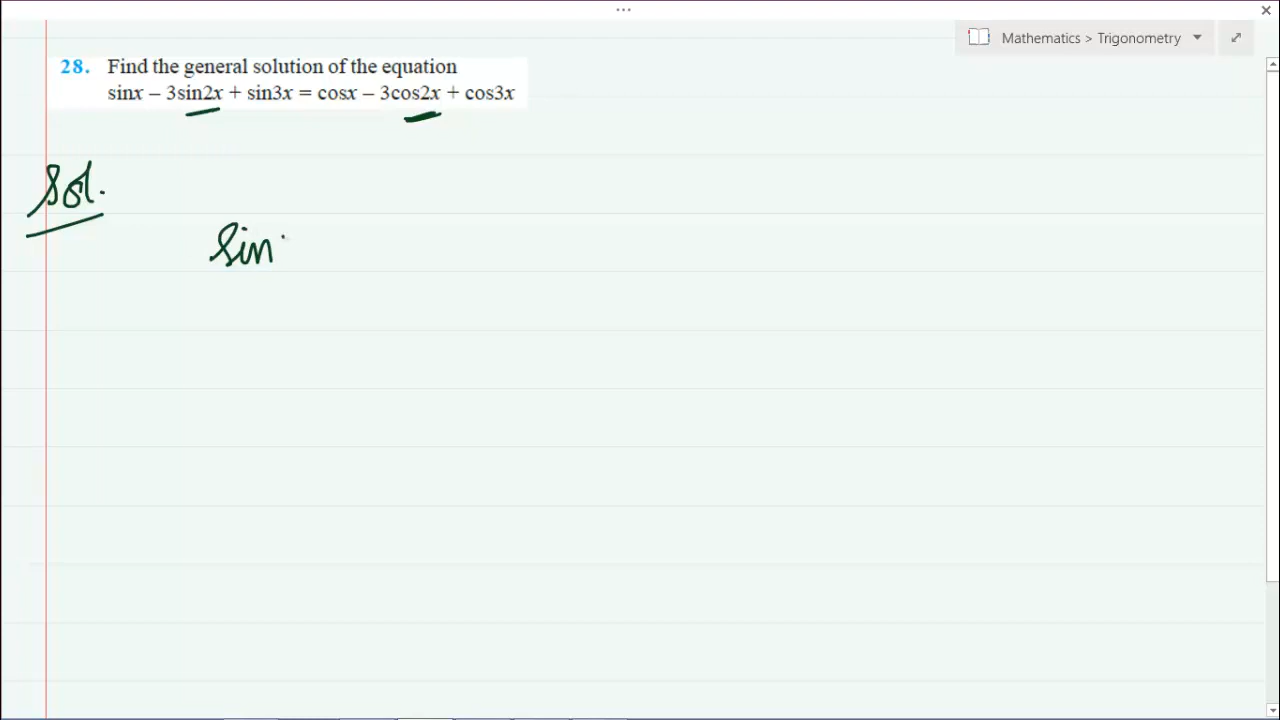 Mathematics > Trigonometry
28. Find the general solution of the equation
sinx – 3sin2x + sin3x = cosx – 3cos2x + cos3x
Sol.
Sin